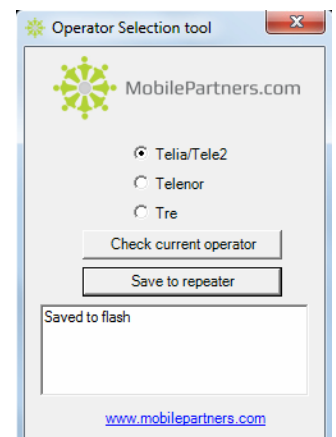 Operator Selection tool
MobilePartners.com
Telia/Tele2
Telenor
Tre
Check current operator
Save to repeater
Saved to flash
www.mobilepartners.com